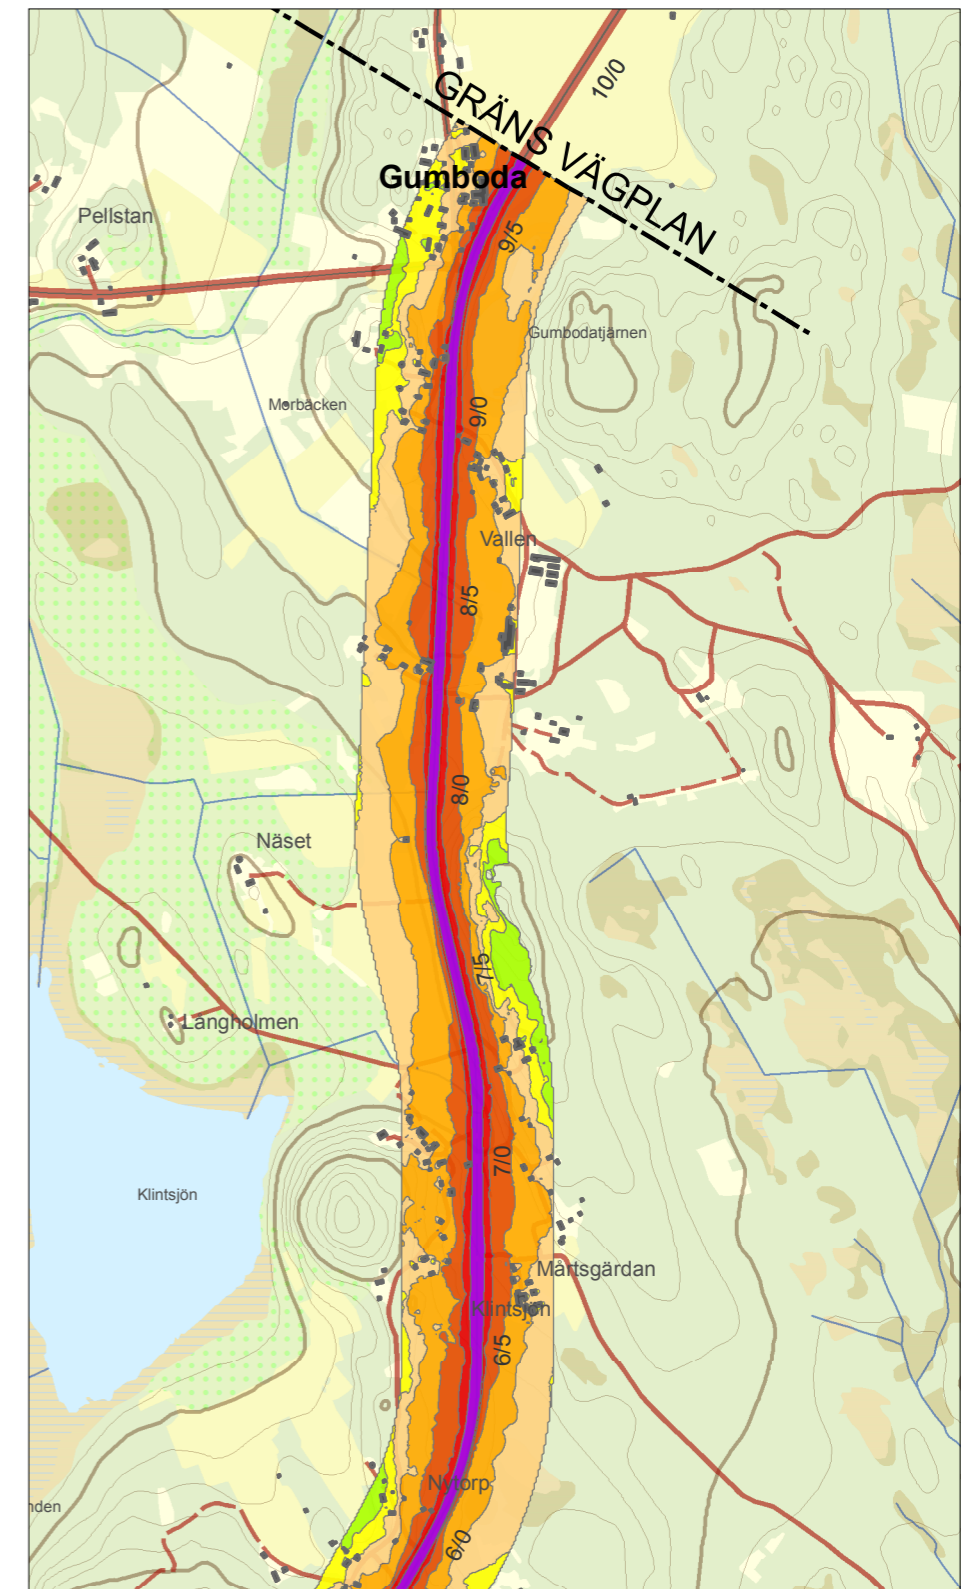 10/0
GRÄNS VÄGPLAN
Gumboda
Pellstan
9/5
Gumbodatjärnen
Morbäcken
9/0
Vallen
8/5
8/0
Näset
7/5
Långholmen
7/0
Klintsjön
Mårtsgärdan
Klintsjön
6/5
Nytorp
nden
6/0